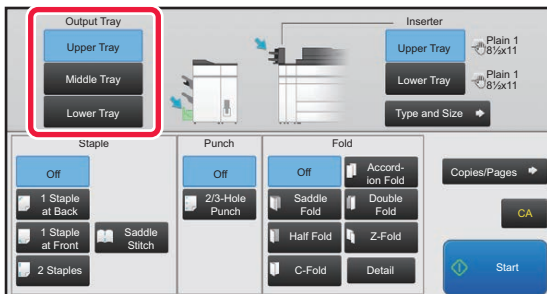 Output Tray
Upper Tray
Middle Tray
Lower Tray
Inserter
Upper Tray
Plain 1
8½x11
Lower Tray
Plain 1
8½x11
Type and Size
Staple
Off
1 Staple
at Back
1 Staple
at Front
Saddle
Stitch
2 Staples
Punch
Off
2/3-Hole
Punch
Fold
Off
Accord-
ion Fold
Saddle
Fold
Double
Fold
Half Fold
Z-Fold
C-Fold
Detail
Copies/Pages
CA
Start